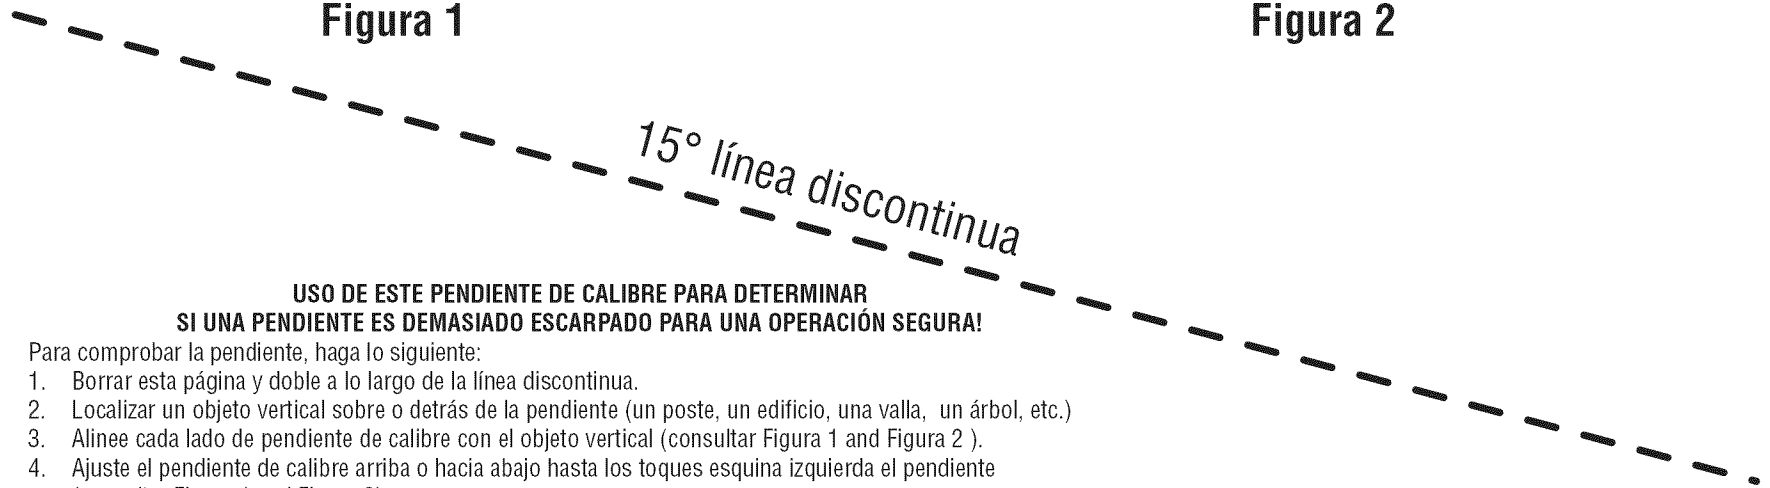 Figura 1
Figura 2
15° línea discontinua
USO DE ESTE PENDIENTE DE CALIBRE PARA DETERMINAR
SI UNA PENDIENTE ES DEMASIADO ESCARPADO PARA UNA OPERACIÓN SEGURA!
Para comprobar la pendiente, haga lo siguiente:
1. Borrar esta página y doble a lo largo de la línea discontinua.
2. Localizar un objeto vertical sobre o detrás de la pendiente (un poste, un edificio, una valla, un árbol, etc.)
3. Alinee cada lado de pendiente de calibre con el objeto vertical (consultar Figura 1 and Figura 2 ).
4. Ajuste el pendiente de calibre arriba o hacia abajo hasta los toques esquina izquierda el pendiente